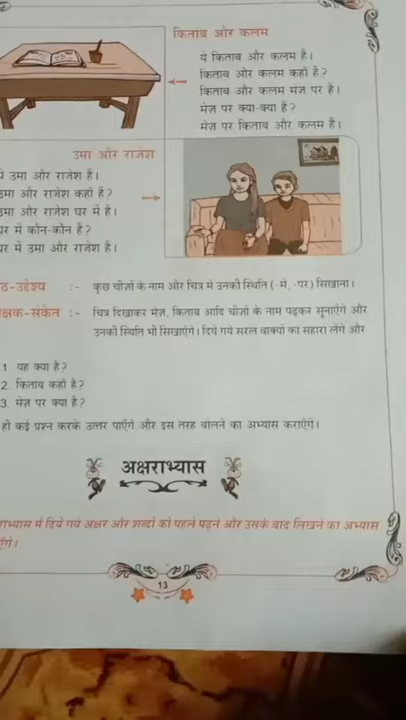 किताब और कलम
ये किताब और कलम है।
किताब और कलम कहाँ है?
किताब और कलम मेज़ पर है।
मेज़ पर क्या-क्या है?
मेज़ पर किताब और कलम है।
उमा और राजेश
ये उमा और राजेश हैं।
उमा और राजेश कहाँ हैं?
उमा और राजेश घर में हैं।
घर में कौन-कौन हैं?
घर में उमा और राजेश हैं।
ठ-उद्देश्य :- कुछ चीज़ों के नाम और चित्र में उनकी स्थिति (-में, -पर) सिखाना।
क्षक-संकेत :- चित्र दिखाकर मेज़, किताब आदि चीज़ों के नाम पढ़कर सुनाएँगे और
उनकी स्थिति भी सिखाएँगे। दिये गये सरल वाक्यों का सहारा लेंगे और
1 यह क्या है?
2. किताब कहाँ है?
3. मेज़ पर क्या है?
ही कई प्रश्न करके उत्तर पाएँगे और इस तरह बोलने का अभ्यास कराएँगे।
अक्षराभ्यास
राभ्यास में दिये गये अक्षर और शब्दों को पहले पढ़ने और उसके बाद लिखने का अभ्यास
एँगे।
13